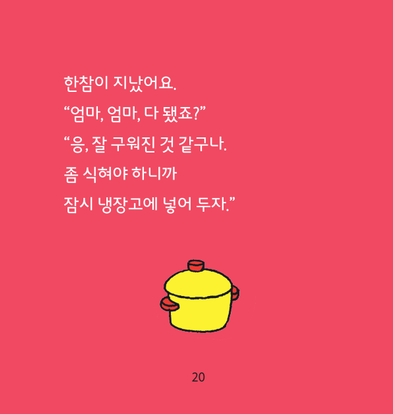 한참이 지났어요.
“엄마, 엄마, 다 됐죠?”
“응, 잘 구워진 것 같구나.
좀 식혀야 하니까
잠시 냉장고에 넣어 두자.”
20